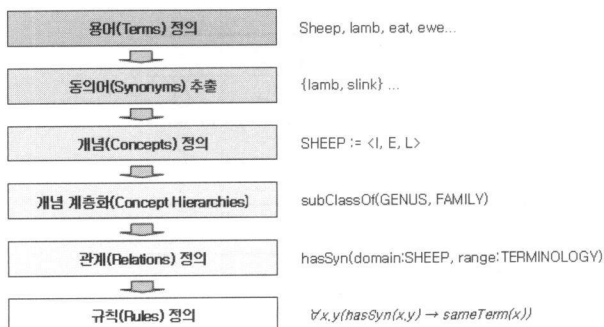 용어(Terms) 정의
Sheep, lamb, eat, ewe...
동의어(Synonyms) 추출
{lamb, slink} ...
개념(Concepts) 정의
SHEEP := <I, E, L>
개념 계층화(Concept Hierarchies)
subClassOf(GENUS, FAMILY)
관계(Relations) 정의
hasSyn(domain:SHEEP, range:TERMINOLOGY)
규칙(Rules) 정의
∀x,y(hasSyn(x,y) → sameTerm(x))